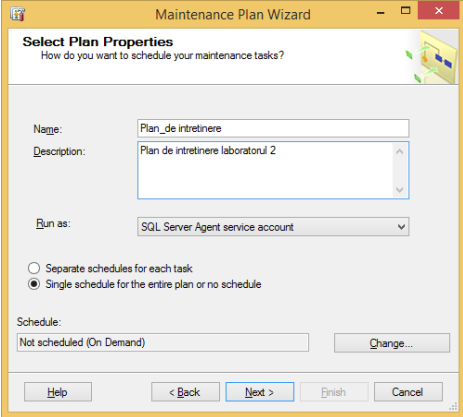 Maintenance Plan Wizard
Select Plan Properties
How do you want to schedule your maintenance tasks?
Name: Plan_de intretinere
Description: Plan de intretinere laboratorul 2
Run as: SQL Server Agent service account
Separate schedules for each task
Single schedule for the entire plan or no schedule
Schedule:
Not scheduled (On Demand) Change...
Help < Back Next > Finish Cancel